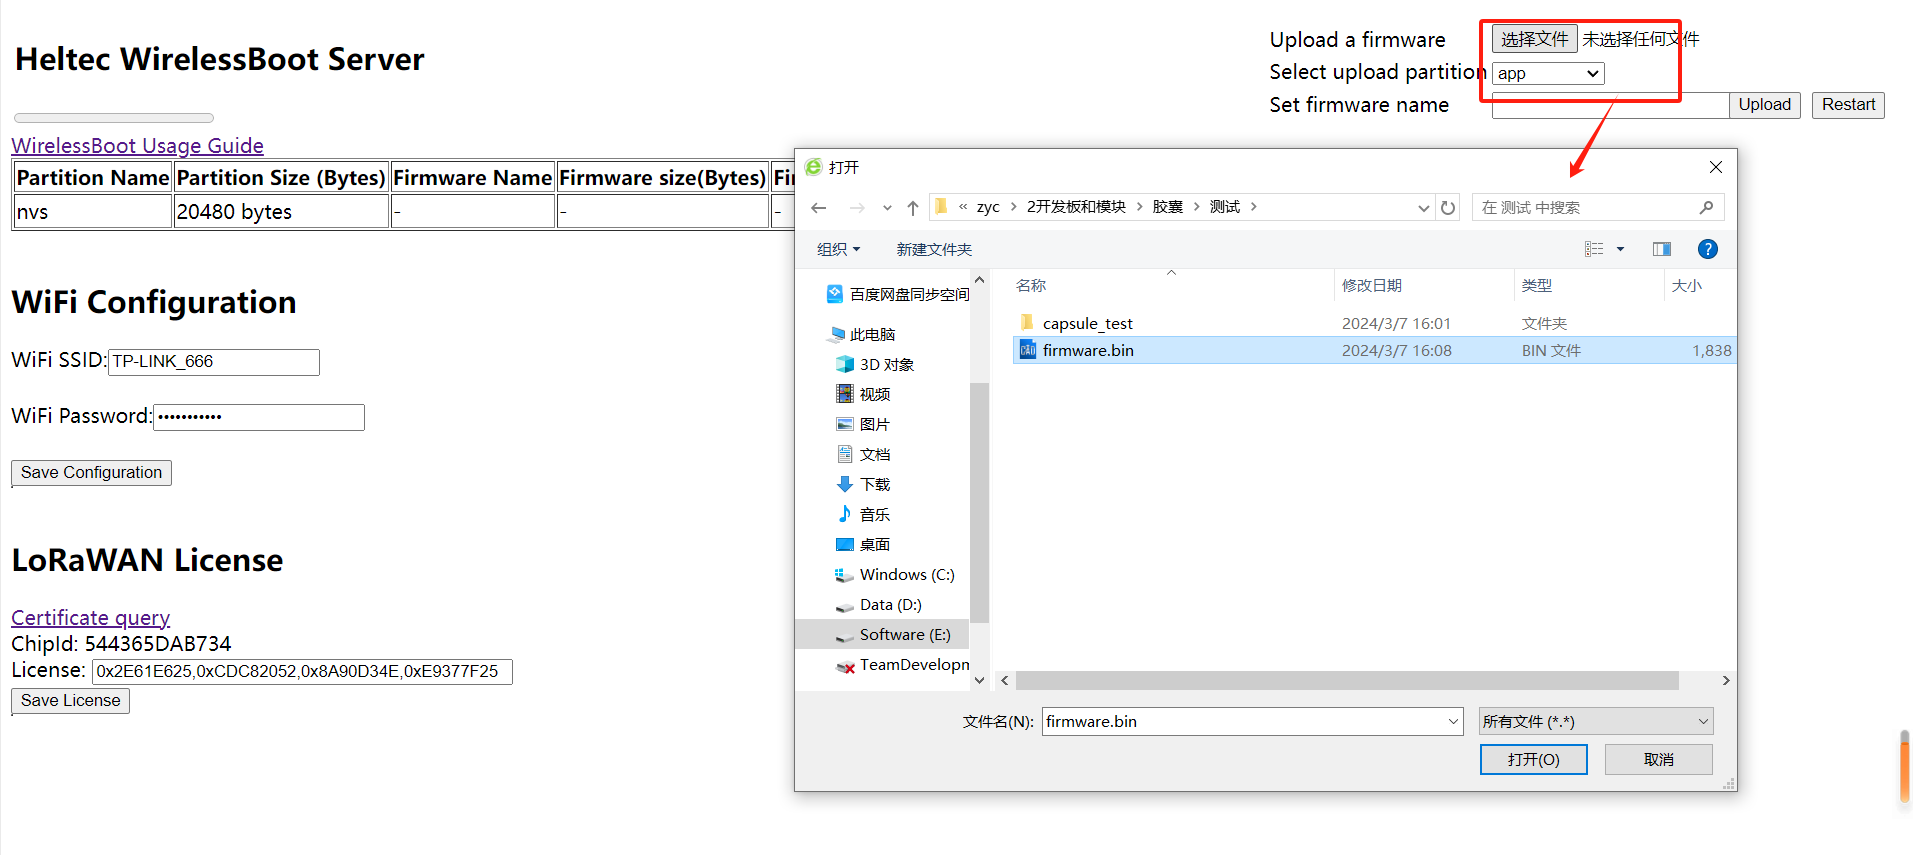 Heltec WirelessBoot Server
Upload a firmware 选择文件 未选择任何文件
Select upload partition app
Set firmware name Upload Restart
WirelessBoot Usage Guide
Partition Name Partition Size (Bytes) Firmware Name Firmware size(Bytes) Fi
nvs 20480 bytes - - -
WiFi Configuration
WiFi SSID: TP-LINK_666
WiFi Password: •••••••••••
Save Configuration
LoRaWAN License
Certificate query
ChipId: 544365DAB734
License: 0x2E61E625,0xCDC82052,0x8A90D34E,0xE9377F25
Save License
打开
« zyc › 2开发板和模块 › 胶囊 › 测试 ›
在 测试 中搜索
组织 新建文件夹
名称 修改日期 类型 大小
capsule_test 2024/3/7 16:01 文件夹
CAD firmware.bin 2024/3/7 16:08 BIN 文件 1,838
百度网盘同步空间
此电脑
3D 对象
视频
图片
文档
下载
音乐
桌面
Windows (C:)
Data (D:)
Software (E:)
TeamDevelopm
文件名(N): firmware.bin 所有文件 (*.*)
打开(O) 取消